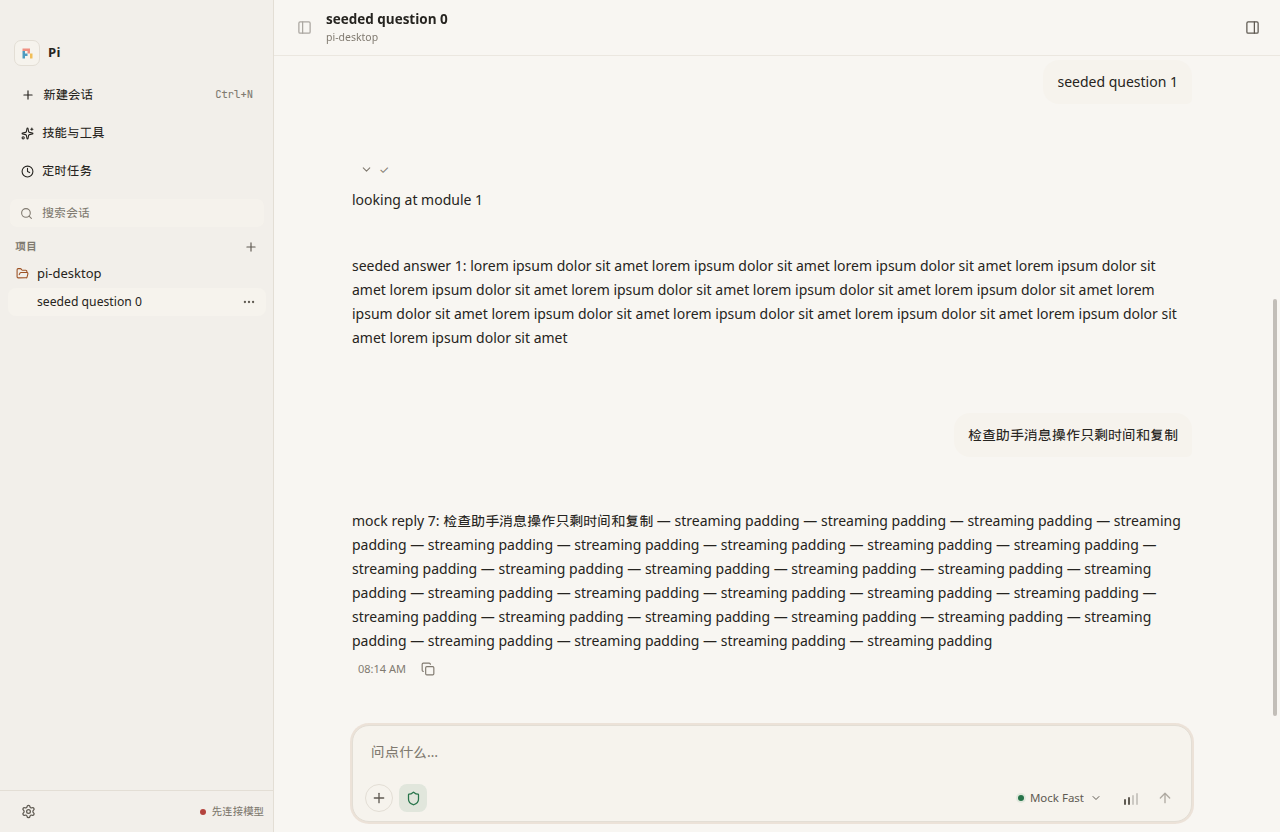 Pi
新建会话 Ctrl+N
技能与工具
定时任务
搜索会话
项目
pi-desktop
seeded question 0
先连接模型
seeded question 0
pi-desktop
seeded question 1
looking at module 1
seeded answer 1: lorem ipsum dolor sit amet lorem ipsum dolor sit amet lorem ipsum dolor sit amet lorem ipsum dolor sit
amet lorem ipsum dolor sit amet lorem ipsum dolor sit amet lorem ipsum dolor sit amet lorem ipsum dolor sit amet lorem
ipsum dolor sit amet lorem ipsum dolor sit amet lorem ipsum dolor sit amet lorem ipsum dolor sit amet lorem ipsum dolor sit
amet lorem ipsum dolor sit amet
检查助手消息操作只剩时间和复制
mock reply 7: 检查助手消息操作只剩时间和复制 — streaming padding — streaming padding — streaming padding — streaming
padding — streaming padding — streaming padding — streaming padding — streaming padding — streaming padding —
streaming padding — streaming padding — streaming padding — streaming padding — streaming padding — streaming
padding — streaming padding — streaming padding — streaming padding — streaming padding — streaming padding —
streaming padding — streaming padding — streaming padding — streaming padding — streaming padding — streaming
padding — streaming padding — streaming padding — streaming padding — streaming padding
08:14 AM
问点什么...
Mock Fast